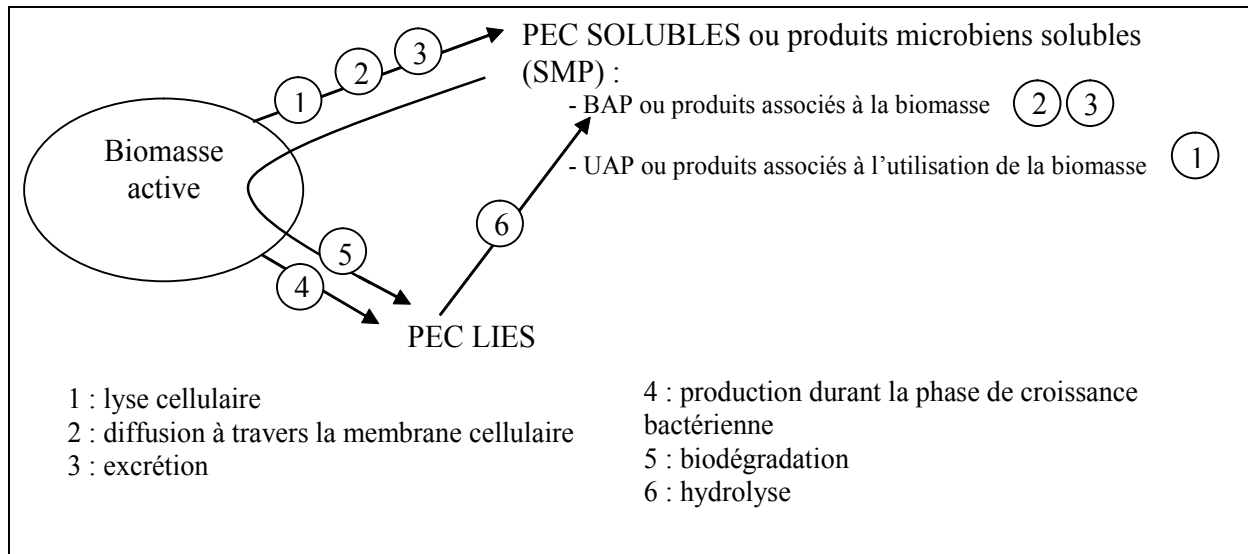 PEC SOLUBLES ou produits microbiens solubles
(SMP) :
- BAP ou produits associés à la biomasse 2 3
- UAP ou produits associés à l'utilisation de la biomasse 1
1 2 3
Biomasse
active
6
5
4
PEC LIES
1 : lyse cellulaire
2 : diffusion à travers la membrane cellulaire
3 : excrétion
4 : production durant la phase de croissance
bactérienne
5 : biodégradation
6 : hydrolyse